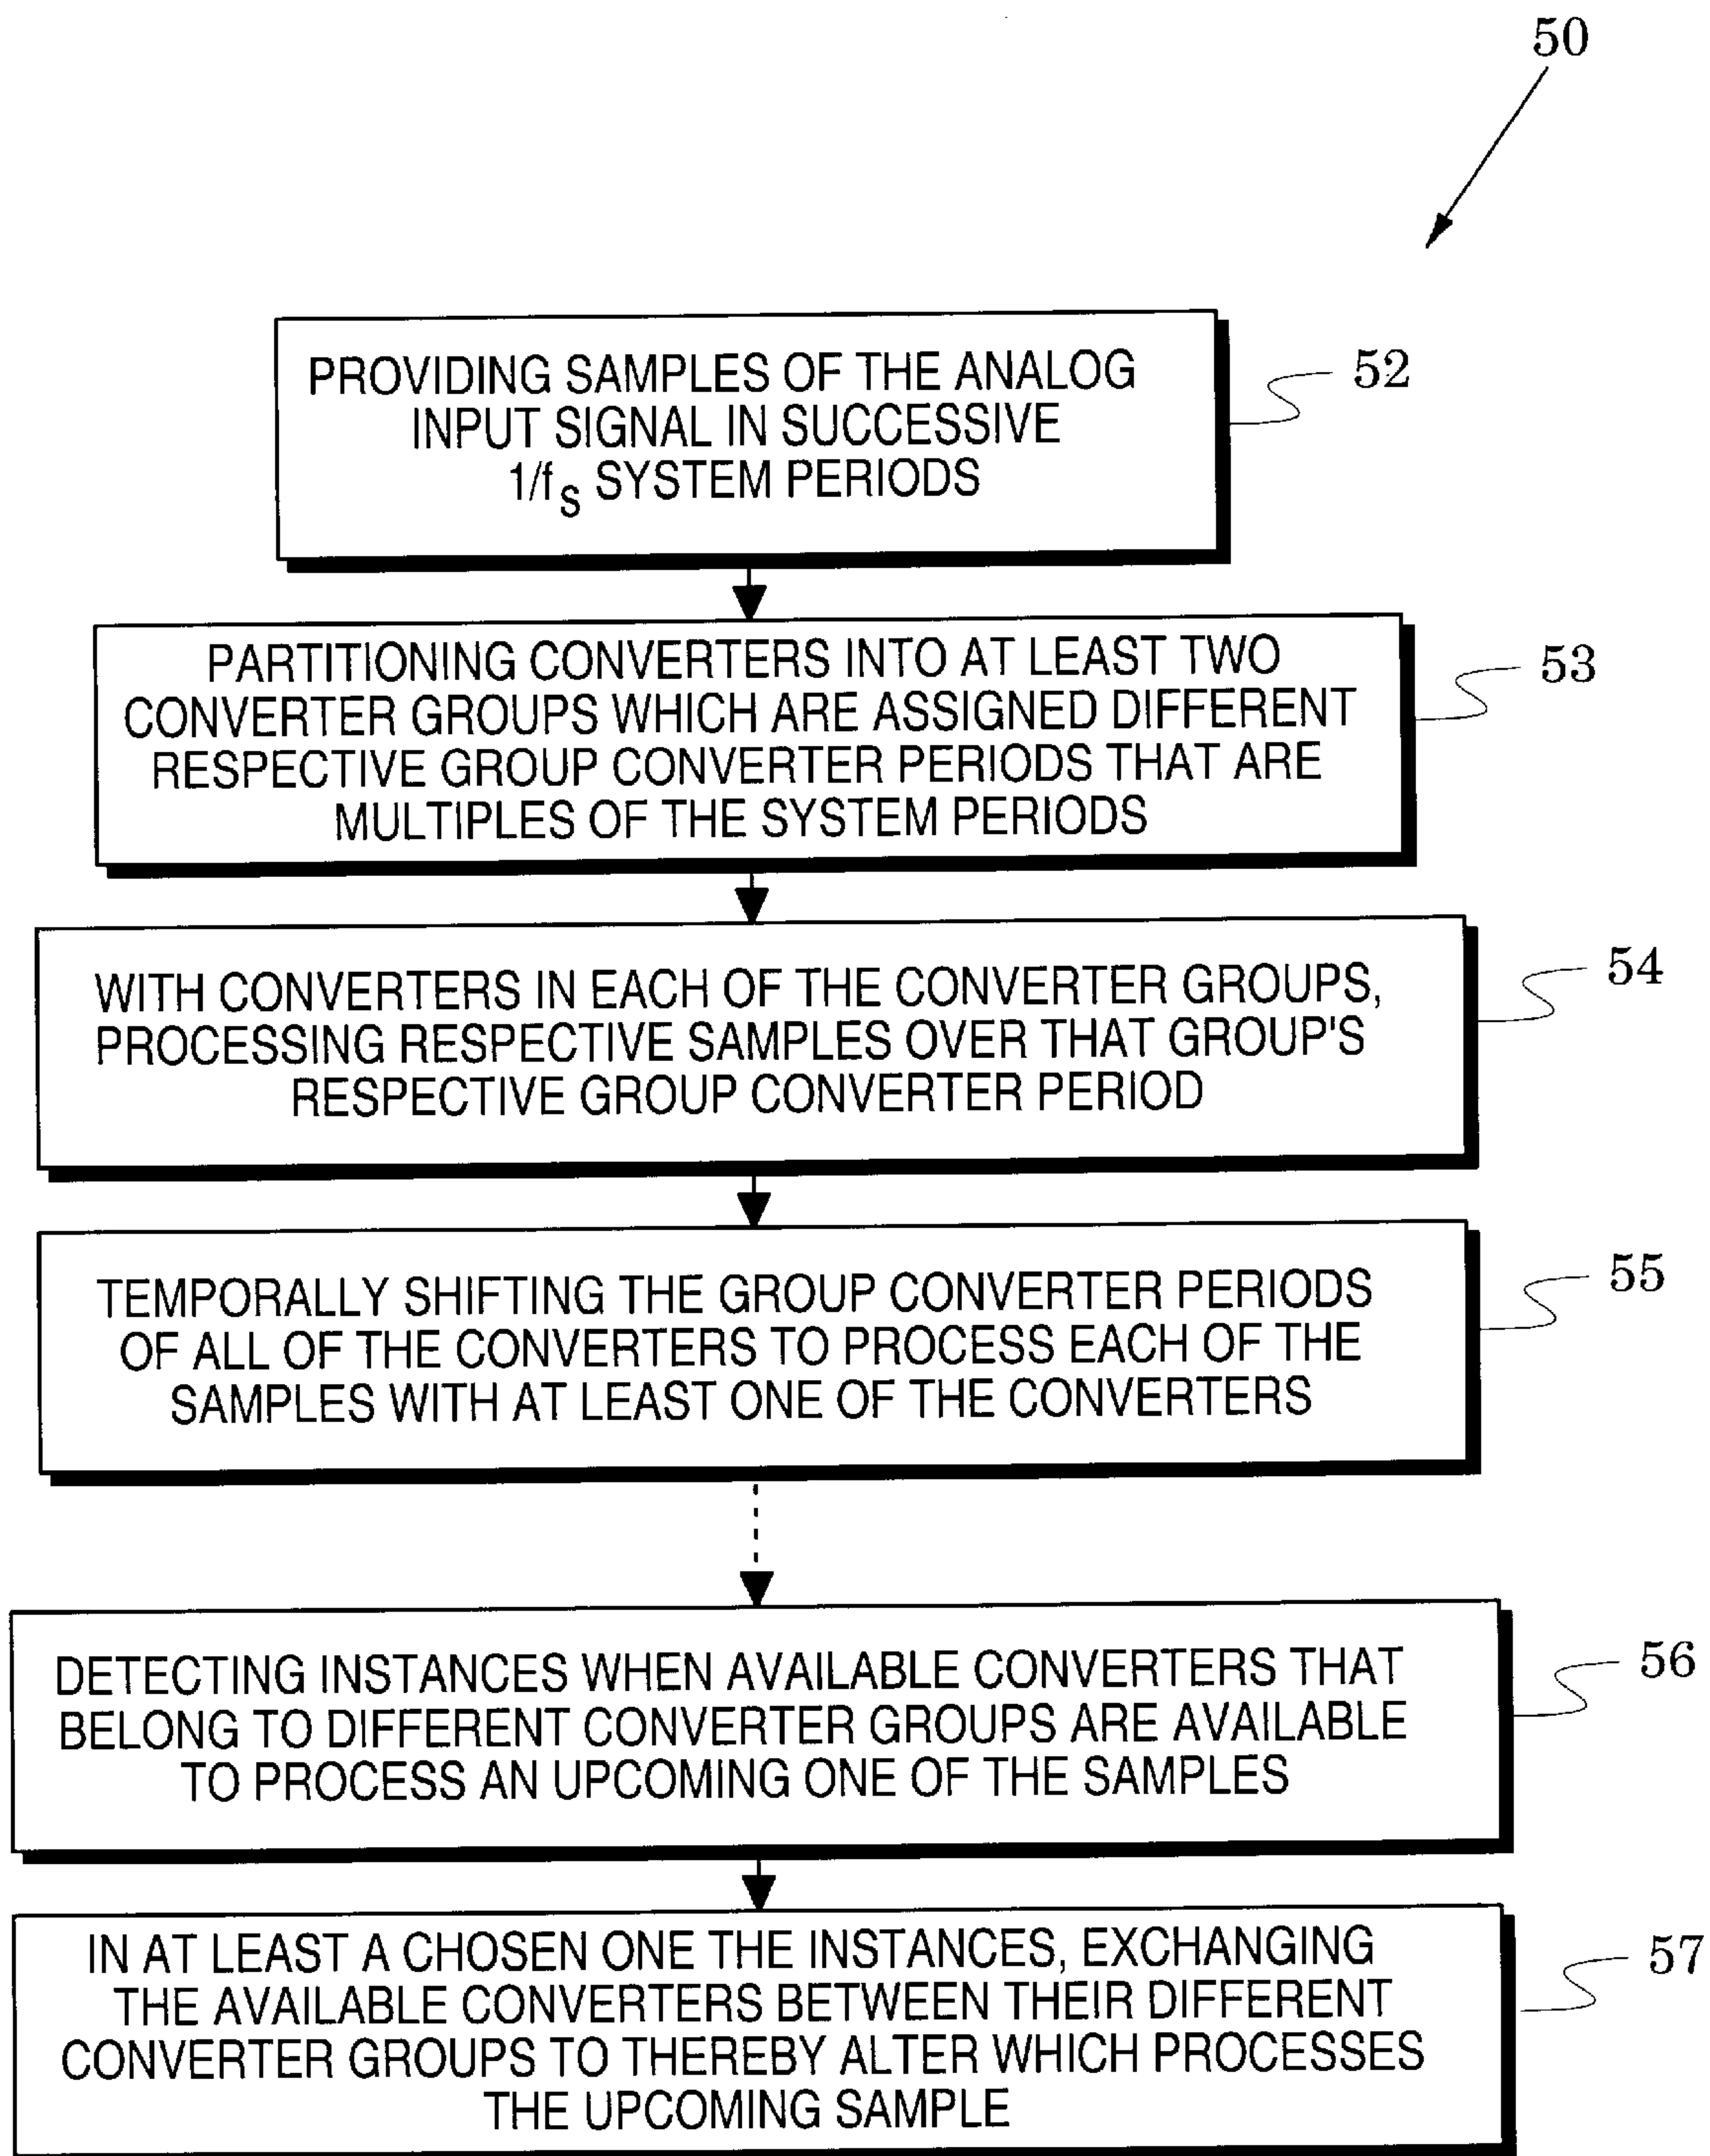 50
PROVIDING SAMPLES OF THE ANALOG
INPUT SIGNAL IN SUCCESSIVE
1/fS SYSTEM PERIODS
52
PARTITIONING CONVERTERS INTO AT LEAST TWO
CONVERTER GROUPS WHICH ARE ASSIGNED DIFFERENT
RESPECTIVE GROUP CONVERTER PERIODS THAT ARE
MULTIPLES OF THE SYSTEM PERIODS
53
WITH CONVERTERS IN EACH OF THE CONVERTER GROUPS,
PROCESSING RESPECTIVE SAMPLES OVER THAT GROUP'S
RESPECTIVE GROUP CONVERTER PERIOD
54
TEMPORALLY SHIFTING THE GROUP CONVERTER PERIODS
OF ALL OF THE CONVERTERS TO PROCESS EACH OF THE
SAMPLES WITH AT LEAST ONE OF THE CONVERTERS
55
DETECTING INSTANCES WHEN AVAILABLE CONVERTERS THAT
BELONG TO DIFFERENT CONVERTER GROUPS ARE AVAILABLE
TO PROCESS AN UPCOMING ONE OF THE SAMPLES
56
IN AT LEAST A CHOSEN ONE THE INSTANCES, EXCHANGING
THE AVAILABLE CONVERTERS BETWEEN THEIR DIFFERENT
CONVERTER GROUPS TO THEREBY ALTER WHICH PROCESSES
THE UPCOMING SAMPLE
57